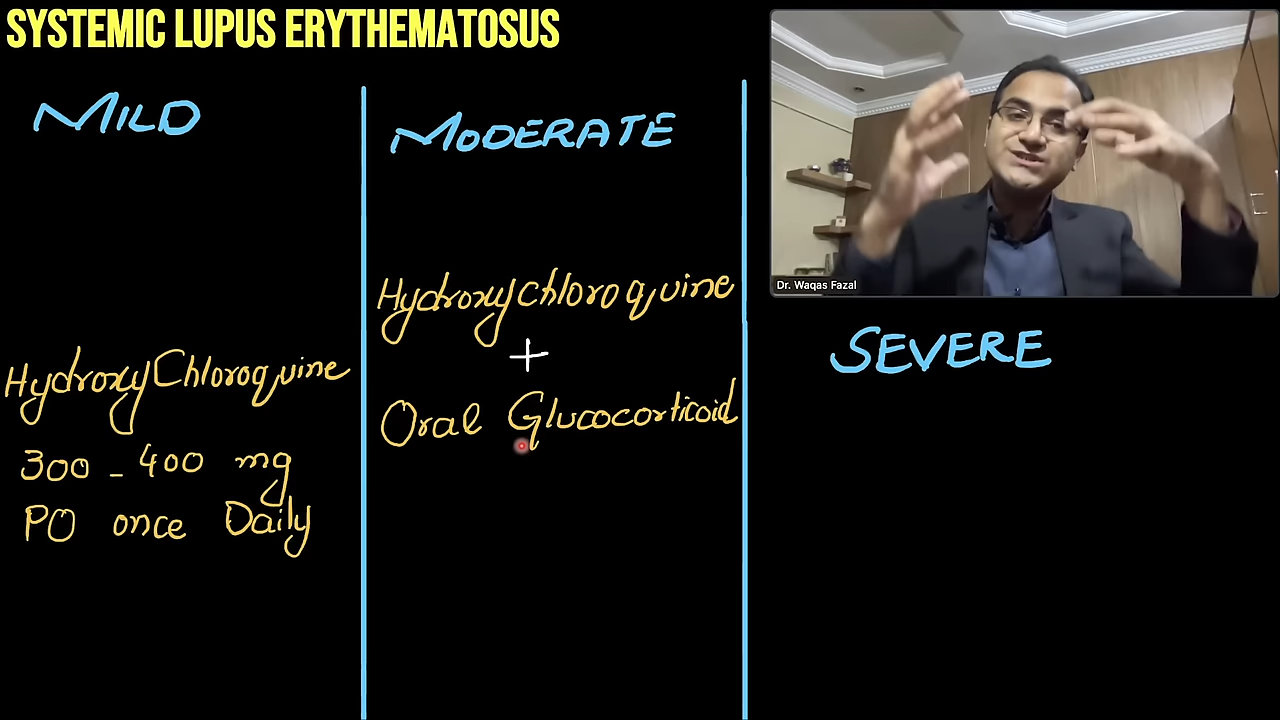 SYSTEMIC LUPUS ERYTHEMATOSUS
MILD
HydroxyChloroquine
300 - 400 mg
PO once Daily
MODERATE
Hydroxychloroquine
+
Oral Glucocorticoid
Dr. Waqas Fazal
SEVERE